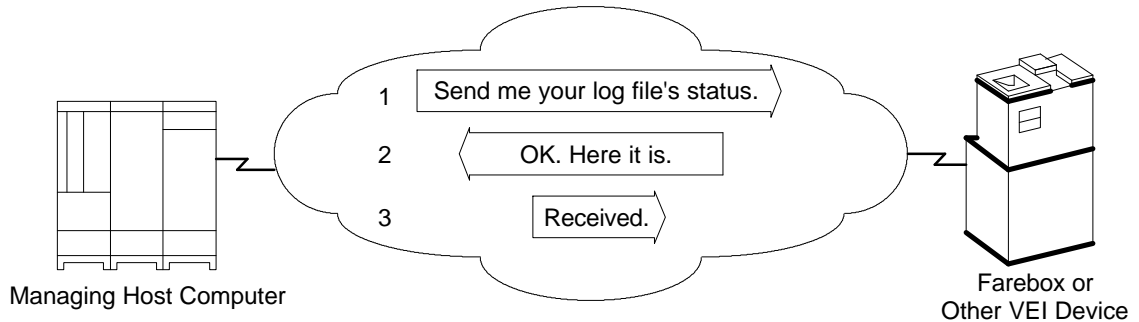 1
Send me your log file's status.
2
OK. Here it is.
3
Received.
Managing Host Computer
Farebox or
Other VEI Device